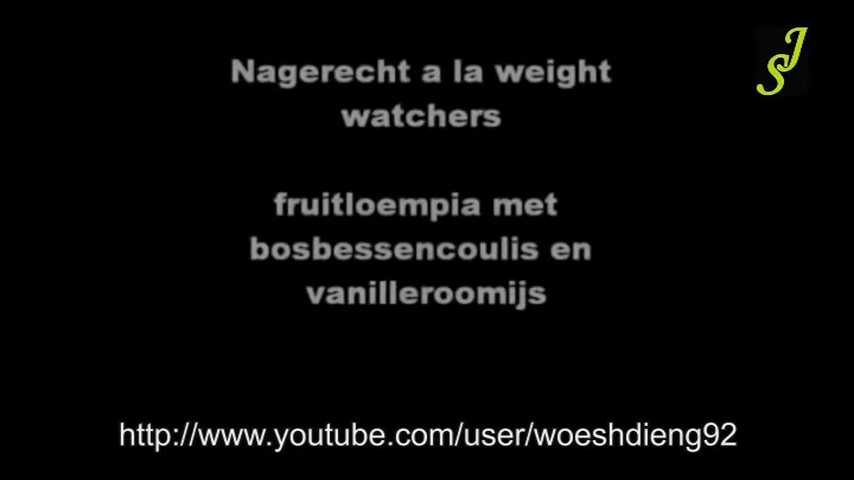 Nagerecht a la weight
watchers
fruitloempia met
bosbessencoulis en
vanilleroomijs
http://www.youtube.com/user/woeshdieng92